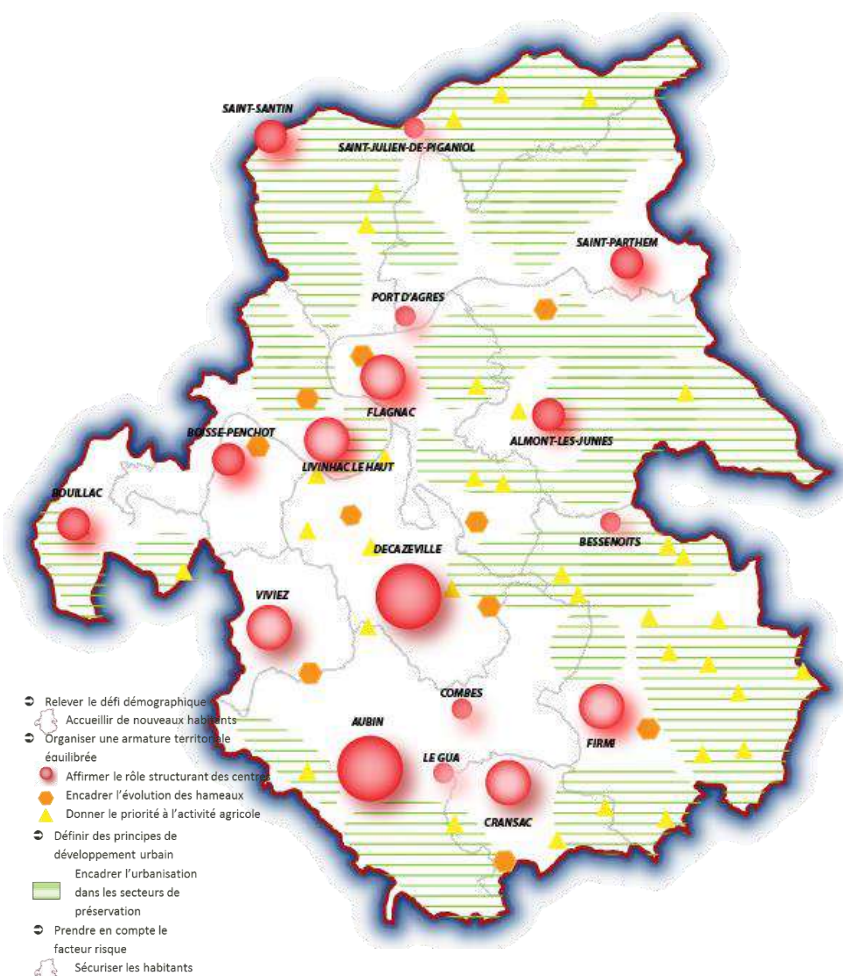 SAINT-SANTIN
SAINT-JULIEN-DE-PIGANIOL
SAINT-PARTHEM
PORT D'AGRES
FLAGNAC
ALMONT-LES-JUNIES
BOISSE-PENCHOT
LIVINHAC LE HAUT
BOUILLAC
BESSENOITS
DECAZEVILLE
VIVIEZ
COMBES
AUBIN
FIRMI
LE GUA
CRANSAC
Relever le défi démographique
Accueillir de nouveaux habitants
Organiser une armature territoriale
équilibrée
Affirmer le rôle structurant des centres
Encadrer l'évolution des hameaux
Donner le priorité à l'activité agricole
Définir des principes de
développement urbain
Encadrer l'urbanisation
dans les secteurs de
préservation
Prendre en compte le
facteur risque
Sécuriser les habitants